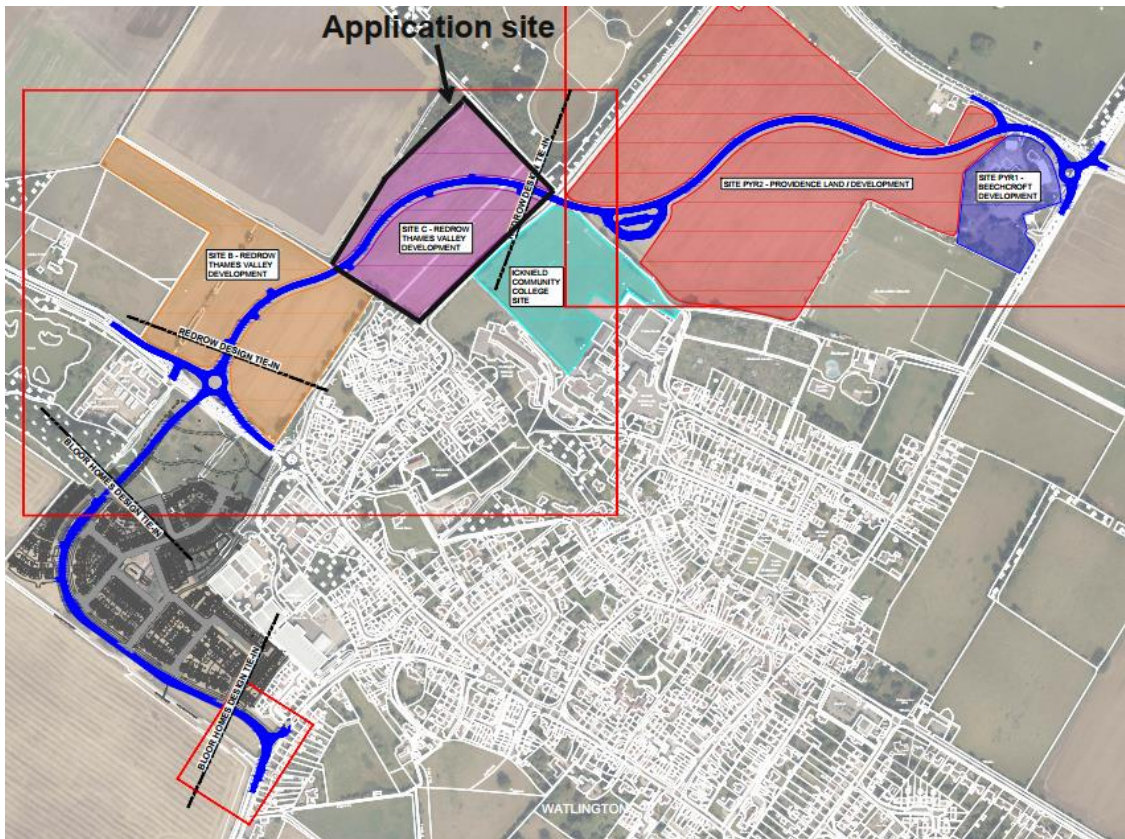 Application site
REDROW DESIGN TIE-IN
SITE PYR1 -
BEECHCROFT
DEVELOPMENT
SITE PYR2 - PROVIDENCE LAND / DEVELOPMENT
SITE C - REDROW
THAMES VALLEY
DEVELOPMENT
SITE B - REDROW
THAMES VALLEY
DEVELOPMENT
ICKNIELD
COMMUNITY
COLLEGE
SITE
REDROW DESIGN TIE-IN
BLOOR HOMES DESIGN TIE-IN
BLOOR HOMES DESIGN TIE-IN
WATLINGTON